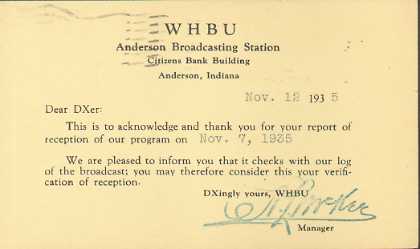 WHBU
Anderson Broadcasting Station
Citizens Bank Building
Anderson, Indiana
Nov. 12 1935
Dear DXer:
This is to acknowledge and thank you for your report of
reception of our program on Nov. 7, 1935
We are pleased to inform you that it checks with our log
of the broadcast; you may therefore consider this your verifi-
cation of reception.
DXingly yours, WHBU
Manager